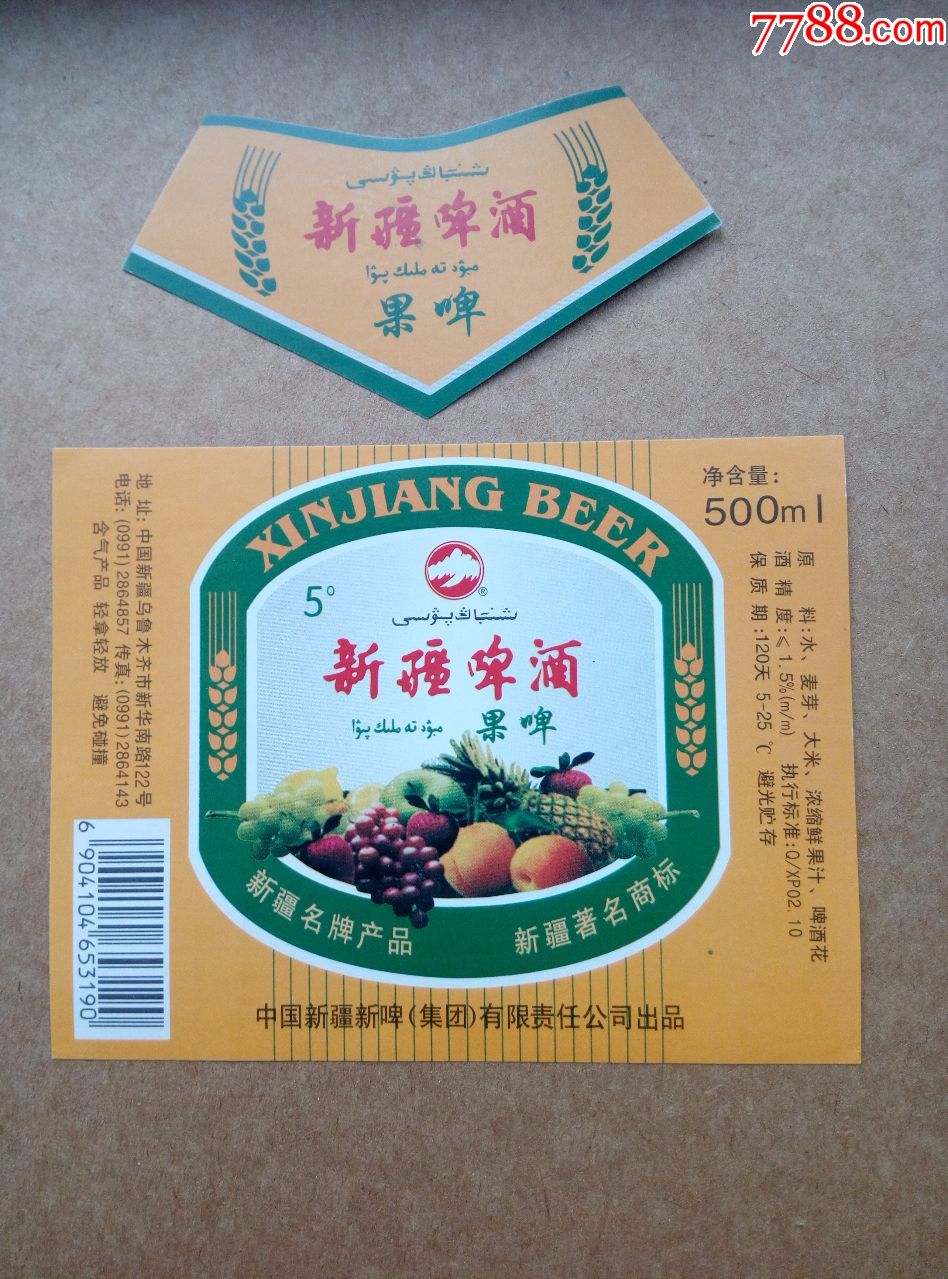 7788.com
شىنجاڭ پىۋىسى
新疆啤酒
果啤
净含量:
500ml
XINJIANG BEER
5°
®
شىنجاڭ پىۋىسى
新疆啤酒
果啤
新疆名牌产品
新疆著名商标
中国新疆新啤(集团)有限责任公司出品
原 料:水、麦芽、大米、浓缩鲜果汁、啤酒花
酒精度:≤1.5%(m/m) 执行标准:Q/XP02.10
保质期:120天 5-25℃ 避光贮存
地 址:中国新疆乌鲁木齐市新华南路122号
电话:(0991)2864857 传真:(0991)2864143
含气产品 轻拿轻放 避免碰撞
6 904104 653190